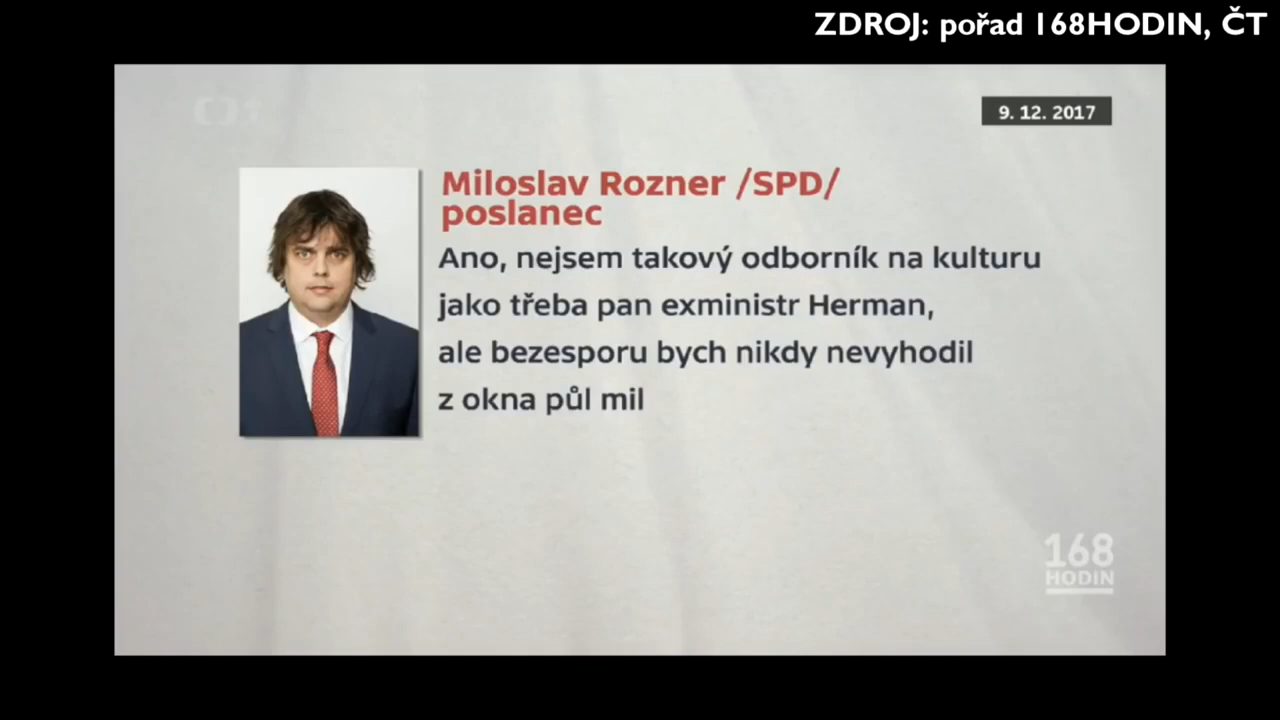 ZDROJ: pořad 168HODIN, ČT
9. 12. 2017
Miloslav Rozner /SPD/
poslanec
Ano, nejsem takový odborník na kulturu
jako třeba pan exministr Herman,
ale bezesporu bych nikdy nevyhodil
z okna půl mil
168
HODIN